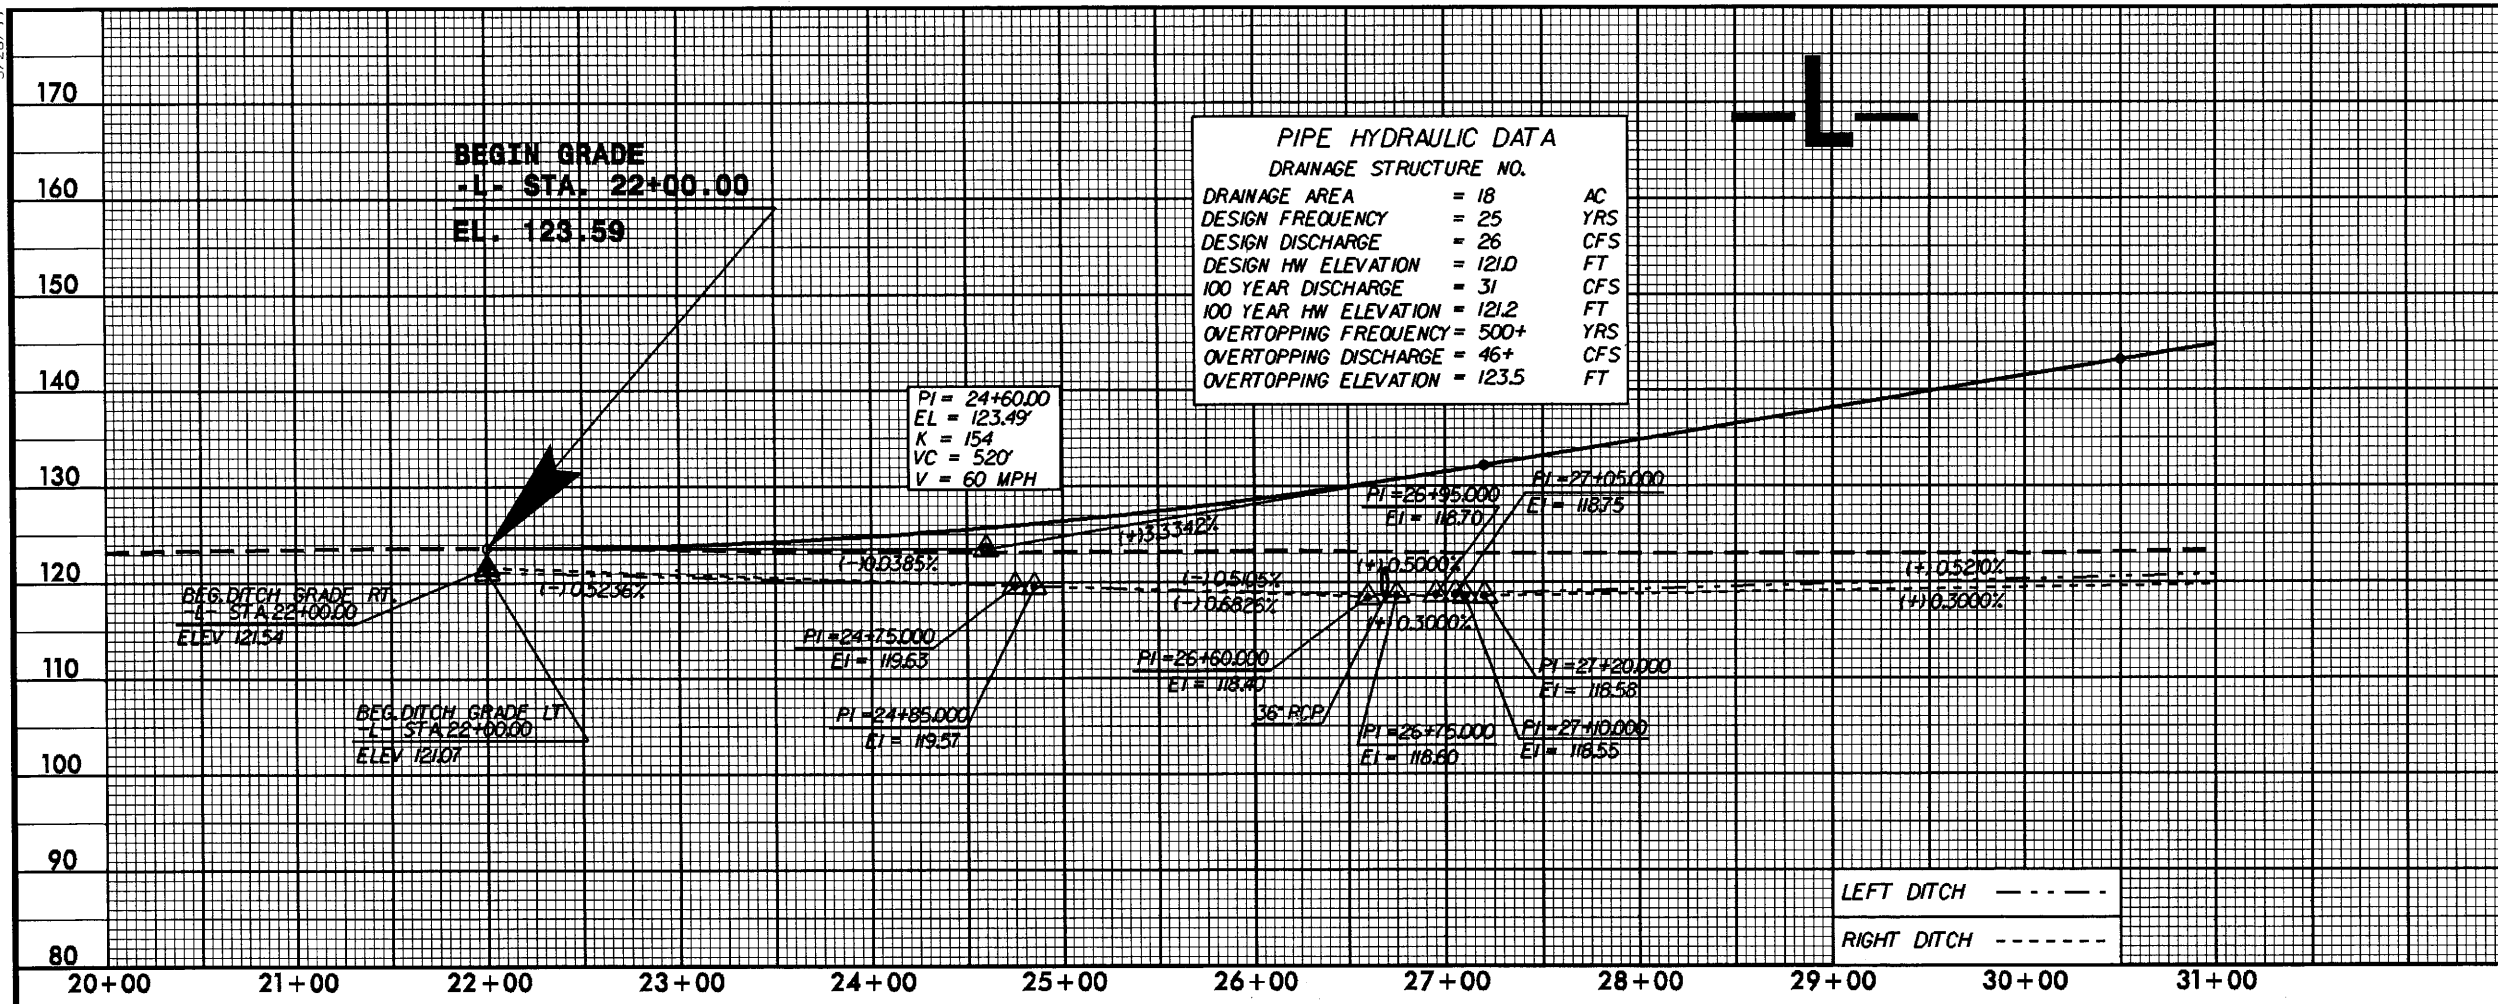 170
160
150
140
130
120
110
100
90
80
BEGIN GRADE
-L- STA. 22+00.00
EL. 123.59
-L-
PIPE HYDRAULIC DATA
DRAINAGE STRUCTURE NO.
DRAINAGE AREA = 18 AC
DESIGN FREQUENCY = 25 YRS
DESIGN DISCHARGE = 26 CFS
DESIGN HW ELEVATION = 121.0 FT
100 YEAR DISCHARGE = 31 CFS
100 YEAR HW ELEVATION = 121.2 FT
OVERTOPPING FREQUENCY = 500+ YRS
OVERTOPPING DISCHARGE = 46+ CFS
OVERTOPPING ELEVATION = 123.5 FT
PI = 24+60.00
EL = 123.49'
K = 154
VC = 520'
V = 60 MPH
(+)3.3342%
(-)0.0385%
(-)0.5236%
(-)0.5105%
(-)0.6826%
(+)0.5000%
(+)0.3000%
(+)0.5210%
(+)0.3000%
PI =26+95.000
El = 118.70
PI =27+05.000
El = 118.75
BEG.DITCH GRADE RT.
-L- STA.22+00.00
ELEV 121.54
BEG.DITCH GRADE LT
-L- STA.22+00.00
ELEV 121.07
PI =24+75.000
El = 119.63
PI =24+85.000
El = 119.57
PI =26+60.000
El = 118.40
36" RCP
PI =26+75.000
El = 118.60
PI =27+10.000
El = 118.55
PI =27+20.000
El = 118.58
LEFT DITCH
RIGHT DITCH
20+00 21+00 22+00 23+00 24+00 25+00 26+00 27+00 28+00 29+00 30+00 31+00